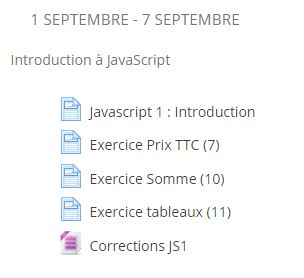 1 SEPTEMBRE - 7 SEPTEMBRE
Introduction à JavaScript
Javascript 1 : Introduction
Exercice Prix TTC (7)
Exercice Somme (10)
Exercice tableaux (11)
Corrections JS1